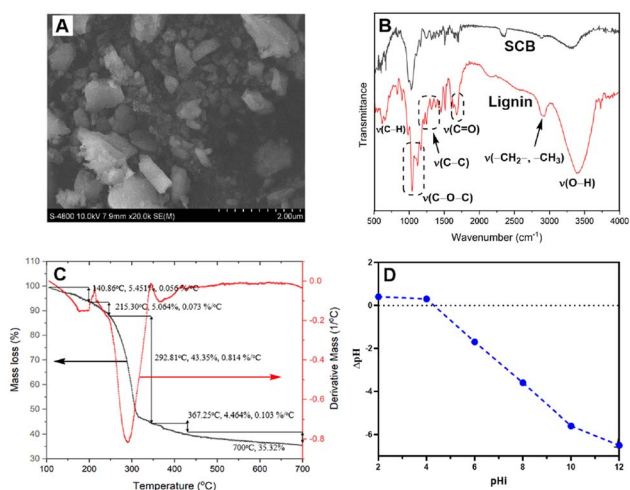 A
S-4800 10.0kV 7.9mm x20.0k SE(M)
2.00um
B
SCB
Lignin
ν(C–H)
ν(C=O)
ν(C–C)
ν(C–O–C)
ν(–CH2–, –CH3)
ν(O–H)
Transmittance
500 1000 1500 2000 2500 3000 3500 4000
Wavenumber (cm-1)
C
100
90
80
70
60
50
40
30
Mass loss (%)
140.86°C, 5.451%, 0.056 %/°C
215.30°C, 5.064%, 0.073 %/°C
292.81°C, 43.35%, 0.814 %/°C
367.25°C, 4.464%, 0.103 %/°C
700°C, 35.32%
0.0
-0.2
-0.4
-0.6
-0.8
Derivative Mass (1/°C)
100 200 300 400 500 600 700
Temperature (°C)
D
0
-2
-4
-6
ΔpH
2 4 6 8 10 12
pHi